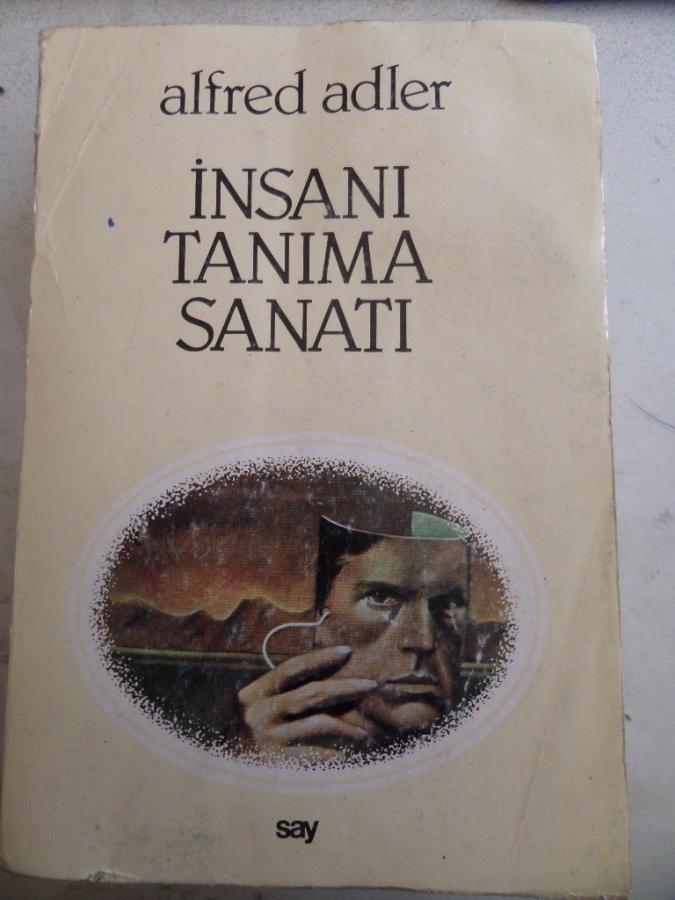 alfred adler
İNSANI
TANIMA
SANATI
say